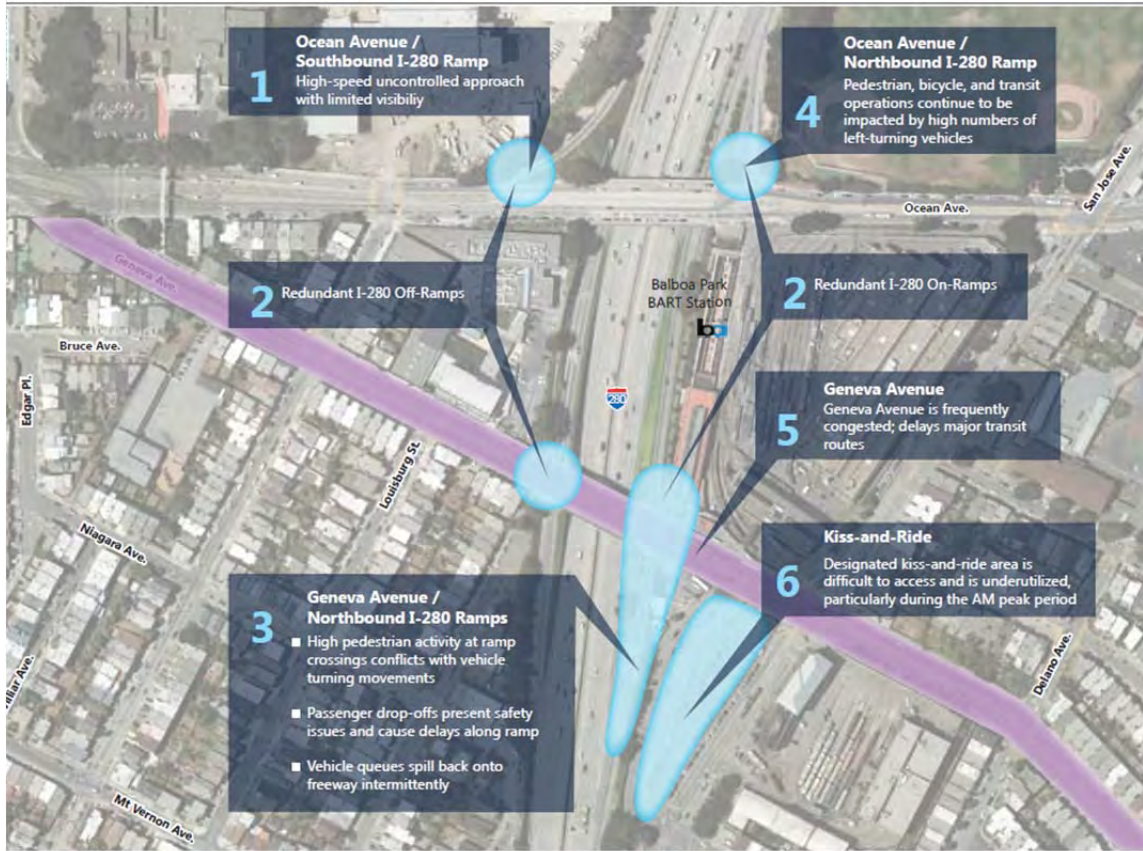 Ocean Avenue /
Southbound I-280 Ramp
1
High-speed uncontrolled approach
with limited visibiliy
Ocean Avenue /
Northbound I-280 Ramp
4
Pedestrian, bicycle, and transit
operations continue to be
impacted by high numbers of
left-turning vehicles
San Jose Ave.
Ocean Ave.
Geneva Ave.
2
Redundant I-280 Off-Ramps
Balboa Park
BART Station
ba
2
Redundant I-280 On-Ramps
Bruce Ave.
Edgar Pl.
280
Louisburg St.
Niagara Ave.
Geneva Avenue
5
Geneva Avenue is frequently
congested; delays major transit
routes
Kiss-and-Ride
6
Designated kiss-and-ride area is
difficult to access and is underutilized,
particularly during the AM peak period
Geneva Avenue /
Northbound I-280 Ramps
3
■ High pedestrian activity at ramp
crossings conflicts with vehicle
turning movements
■ Passenger drop-offs present safety
issues and cause delays along ramp
■ Vehicle queues spill back onto
freeway intermittently
Delano Ave.
Ave.
Mt Vernon Ave.